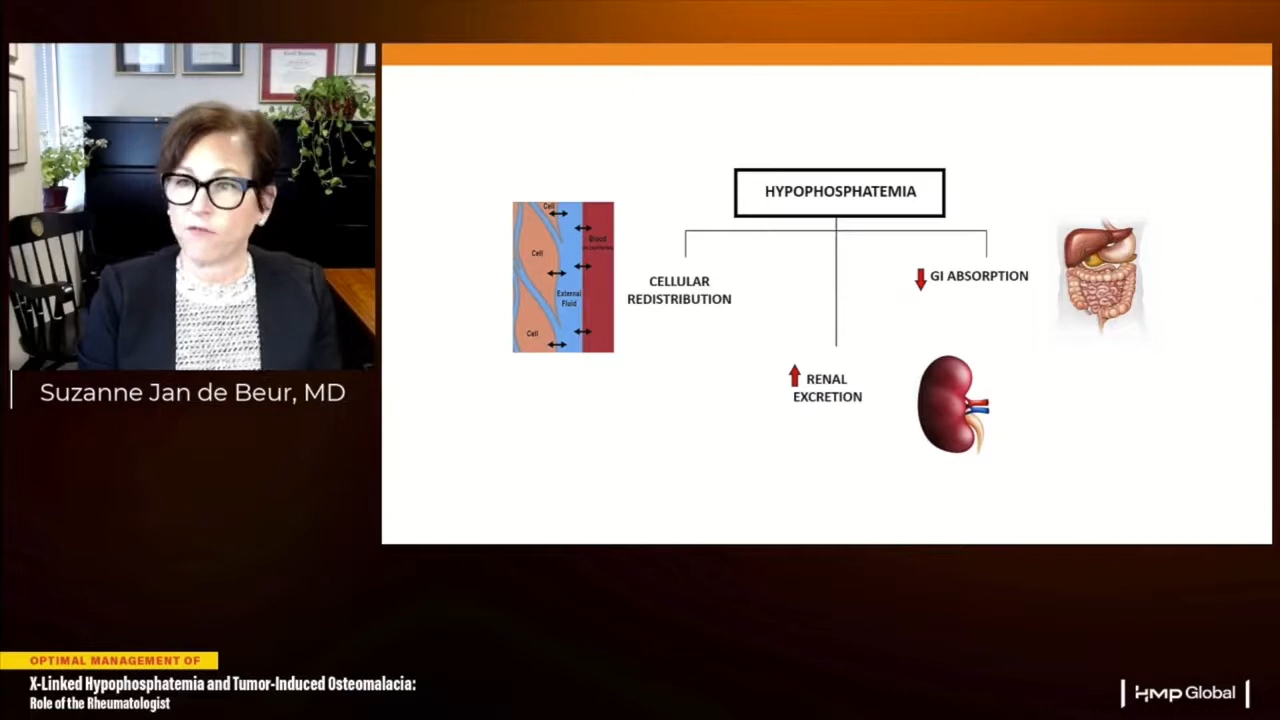 HYPOPHOSPHATEMIA
Cell
Blood
Cell
External
Fluid
Cell
CELLULAR
REDISTRIBUTION
GI ABSORPTION
RENAL
EXCRETION
Suzanne Jan de Beur, MD
OPTIMAL MANAGEMENT OF
X-Linked Hypophosphatemia and Tumor-Induced Osteomalacia:
Role of the Rheumatologist
HMP Global